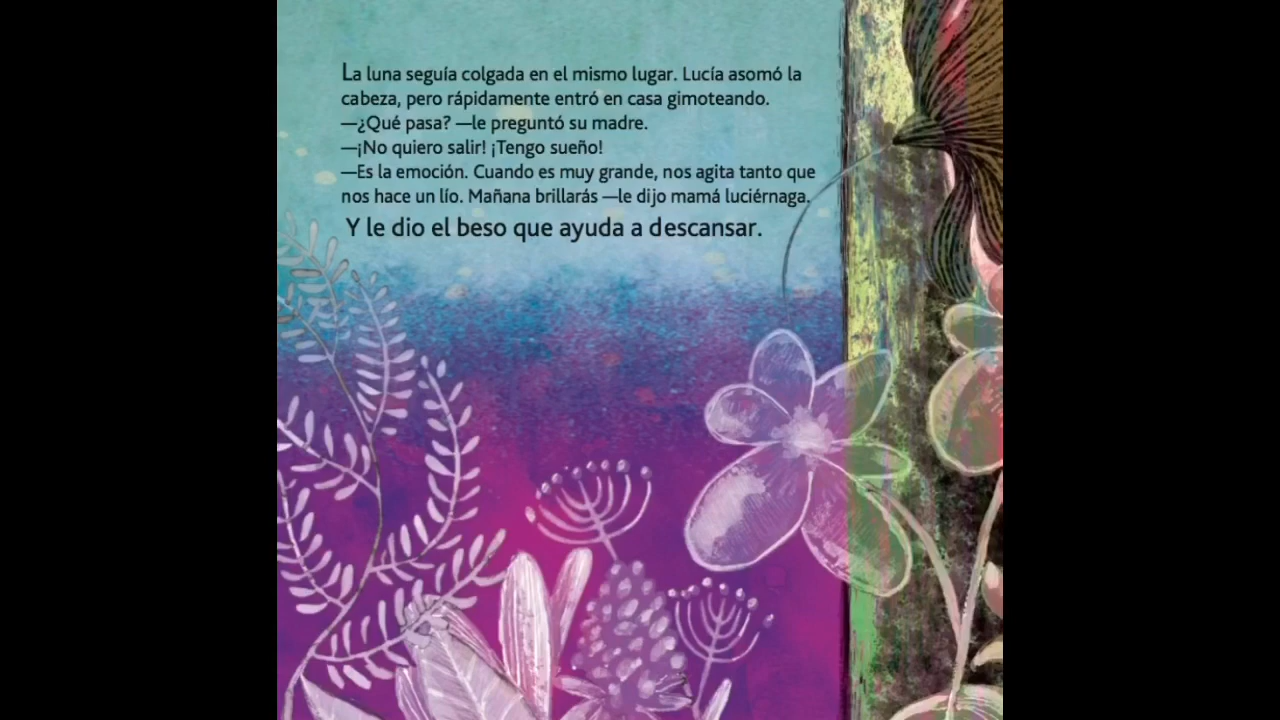 La luna seguía colgada en el mismo lugar. Lucía asomó la
cabeza, pero rápidamente entró en casa gimoteando.
—¿Qué pasa? —le preguntó su madre.
—¡No quiero salir! ¡Tengo sueño!
—Es la emoción. Cuando es muy grande, nos agita tanto que
nos hace un lío. Mañana brillarás —le dijo mamá luciérnaga.
Y le dio el beso que ayuda a descansar.